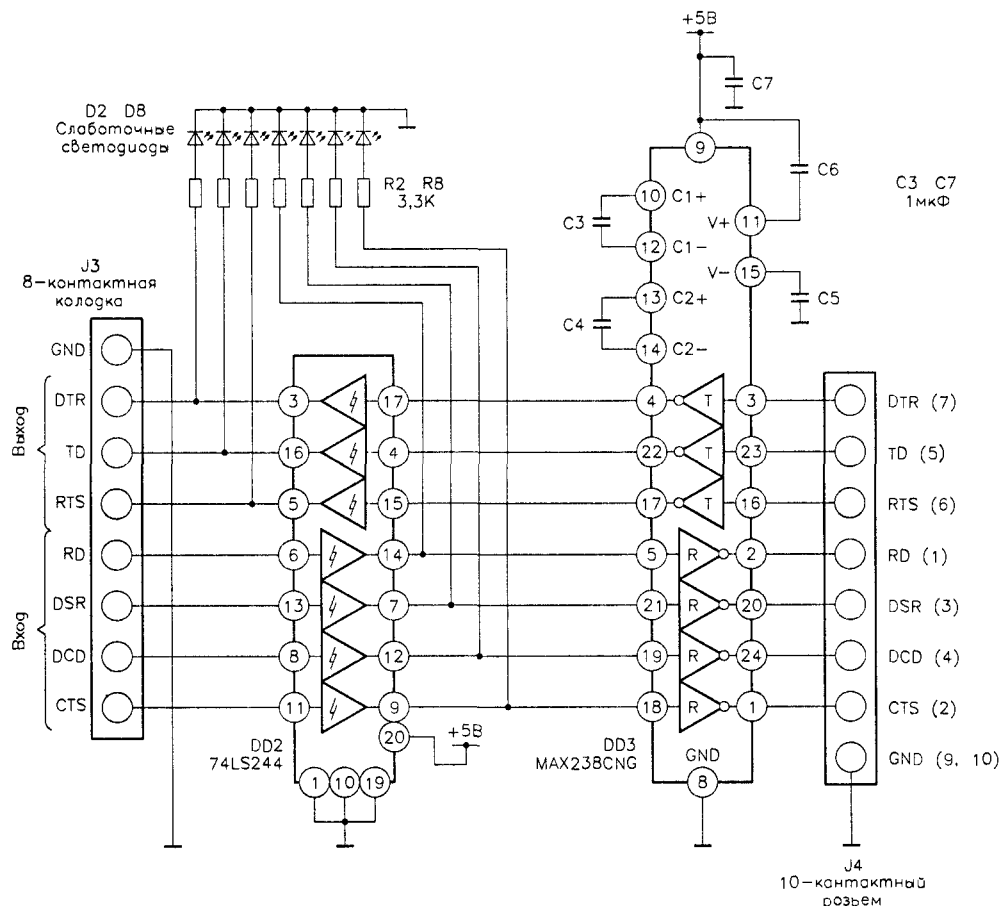 +5В
C7
D2 D8
Слаботочные
светодиоды
9
C6
R2 R8
3,3K
10 C1+
C3
12 C1-
V+ 11
C3 C7
1мкФ
V- 15
J3
8-контактная
колодка
13 C2+
C4
14 C2-
C5
GND
Выход
DTR 3 17 4 T 3 DTR (7)
TD 16 4 22 T 23 TD (5)
RTS 5 15 17 T 16 RTS (6)
Вход
RD 6 14 5 R 2 RD (1)
DSR 13 7 21 R 20 DSR (3)
DCD 8 12 19 R 24 DCD (4)
CTS 11 9 18 R 1 CTS (2)
20
+5В
DD2
74LS244
DD3
MAX238CNG
GND
8
GND (9, 10)
1 10 19
J4
10-контактный
розьем